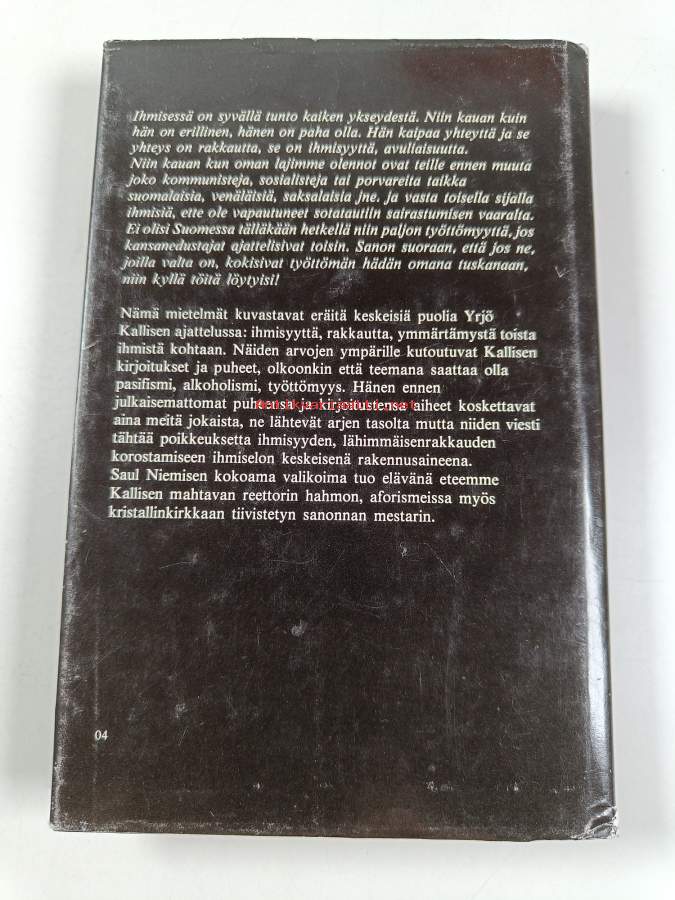 Ihmisessä on syvällä tunto kaiken ykseydestä. Niin kauan kuin
hän on erillinen, hänen on paha olla. Hän kaipaa yhteyttä ja se
yhteys on rakkautta, se on ihmisyyttä, avuliaisuutta.
Niin kauan kun oman lajimme olennot ovat teille ennen muuta
joko kommunisteja, sosialisteja tai porvareita taikka
suomalaisia, venäläisiä, saksalaisia jne. ja vasta toisella sijalla
ihmisiä, ette ole vapautuneet sotatautiin sairastumisen vaaralta.
Ei olisi Suomessa tälläkään hetkellä niin paljon työttömyyttä, jos
kansanedustajat ajattelisivat toisin. Sanon suoraan, että jos ne,
joilla valta on, kokisivat työttömän hädän omana tuskanaan,
niin kyllä töitä löytyisi!
Nämä mietelmät kuvastavat eräitä keskeisiä puolia Yrjö
Kallisen ajattelussa: ihmisyyttä, rakkautta, ymmärtämystä toista
ihmistä kohtaan. Näiden arvojen ympärille kutoutuvat Kallisen
kirjoitukset ja puheet, olkoonkin että teemana saattaa olla
pasifismi, alkoholismi, työttömyys. Hänen ennen
julkaisemattomat puheensa ja kirjoitustensa aiheet koskettavat
aina meitä jokaista, ne lähtevät arjen tasolta mutta niiden viesti
tähtää poikkeuksetta ihmisyyden, lähimmäisenrakkauden
korostamiseen ihmiselon keskeisenä rakennusaineena.
Saul Niemisen kokoama valikoima tuo elävänä eteemme
Kallisen mahtavan reettorin hahmon, aforismeissa myös
kristallinkirkkaan tiivistetyn sanonnan mestarin.
04